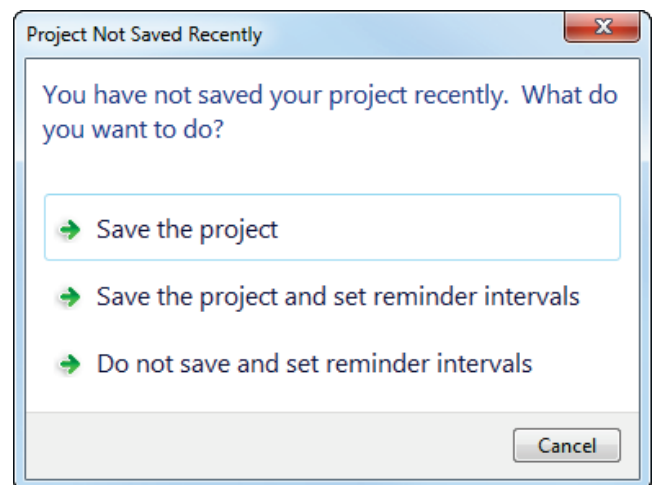 Project Not Saved Recently
You have not saved your project recently.  What do
you want to do?
Save the project
Save the project and set reminder intervals
Do not save and set reminder intervals
Cancel